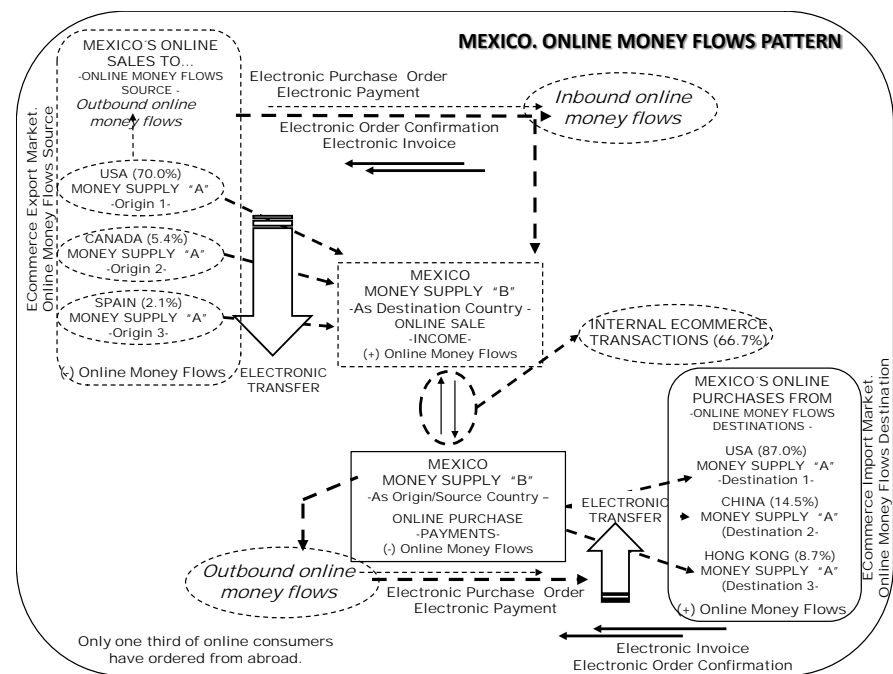 MEXICO. ONLINE MONEY FLOWS PATTERN
MEXICO´S ONLINE
SALES TO…
-ONLINE MONEY FLOWS
SOURCE -
Outbound online
money flows
USA (70.0%)
MONEY SUPPLY “A”
-Origin 1-
CANADA (5.4%)
MONEY SUPPLY “A”
-Origin 2-
SPAIN (2.1%)
MONEY SUPPLY “A”
-Origin 3-
(-) Online Money Flows
ECommerce Export Market.
Online Money Flows Source
Electronic Purchase Order
Electronic Payment
Electronic Order Confirmation
Electronic Invoice
Inbound online
money flows
ELECTRONIC
TRANSFER
MEXICO
MONEY SUPPLY “B”
-As Destination Country -
ONLINE SALE
-INCOME-
(+) Online Money Flows
INTERNAL ECOMMERCE
TRANSACTIONS (66.7%)
MEXICO
MONEY SUPPLY “B”
-As Origin/Source Country –
ONLINE PURCHASE
-PAYMENTS-
(-) Online Money Flows
ELECTRONIC
TRANSFER
MEXICO´S ONLINE
PURCHASES FROM
-ONLINE MONEY FLOWS
DESTINATIONS -
USA (87.0%)
MONEY SUPPLY “A”
-Destination 1-
CHINA (14.5%)
MONEY SUPPLY “A”
(Destination 2-
HONG KONG (8.7%)
MONEY SUPPLY “A”
(Destination 3-
(+) Online Money Flows
ECommerce Import Market.
Online Money Flows Destination
Outbound online
money flows
Electronic Purchase Order
Electronic Payment
Electronic Invoice
Electronic Order Confirmation
Only one third of online consumers
have ordered from abroad.